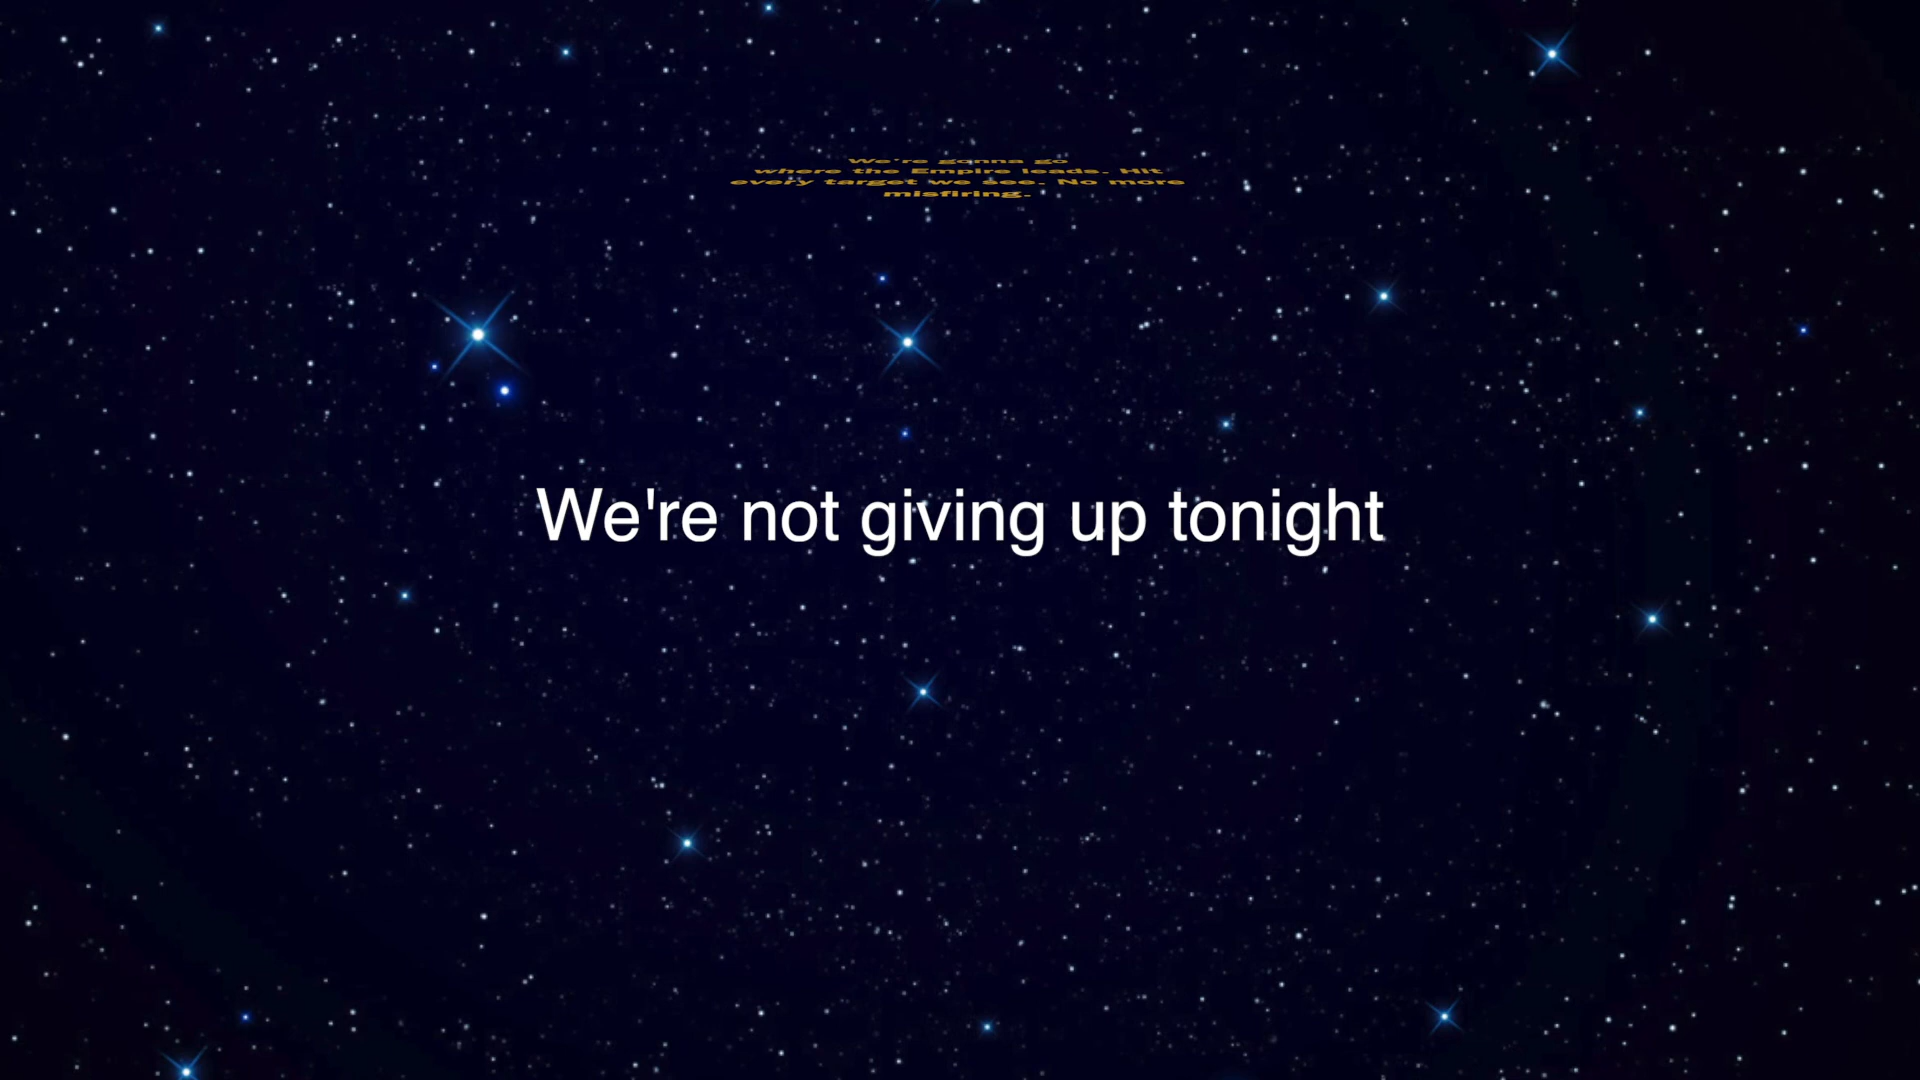 We're gonna go
where the Empire leads. Hit
every target we see. No more
misfiring.
We're not giving up tonight